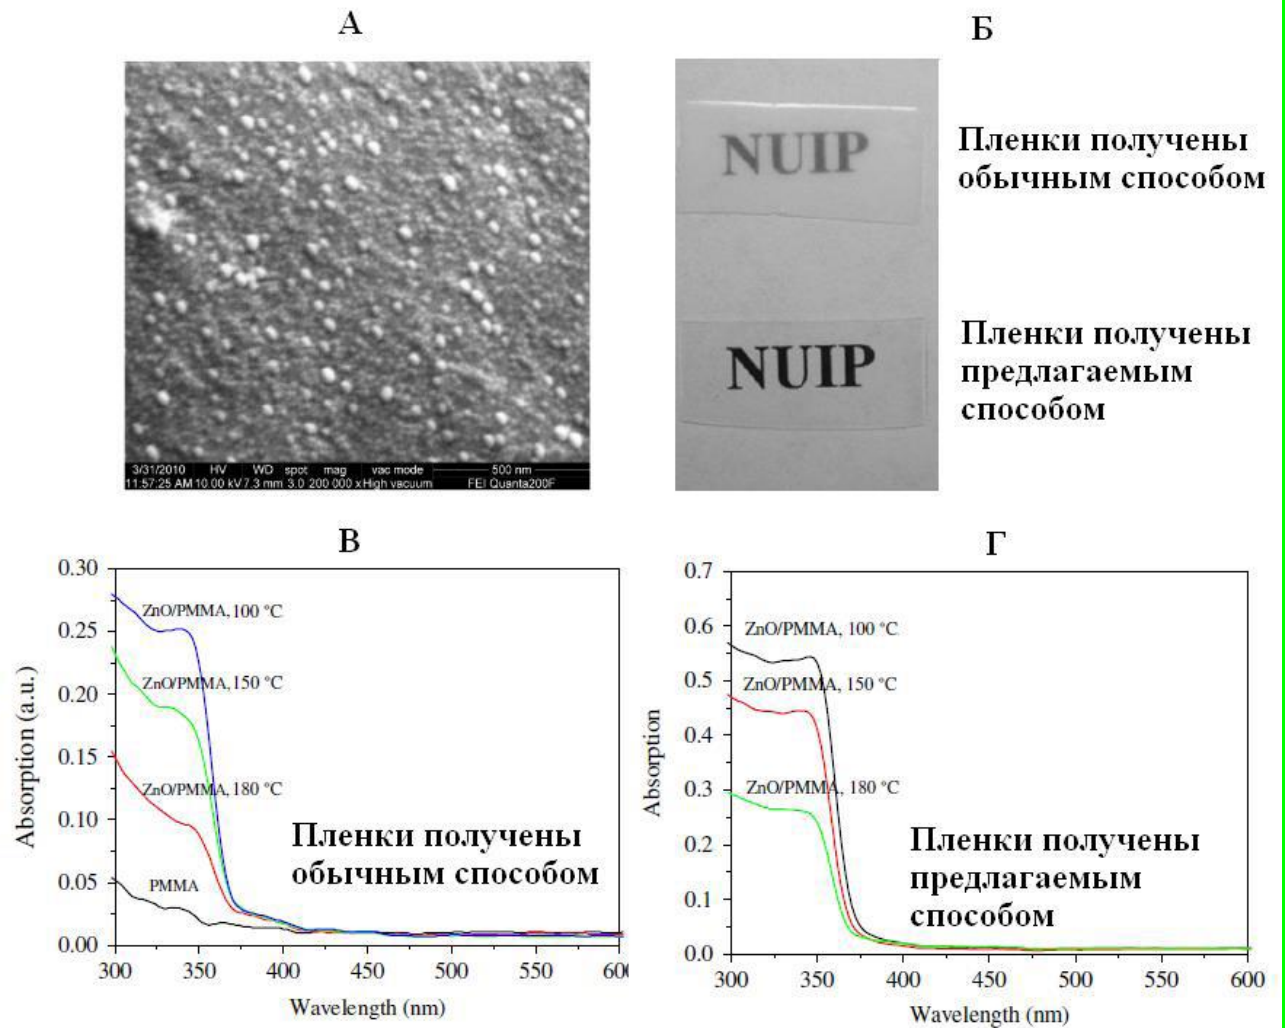 А
Б
NUIP
Пленки получены
обычным способом
NUIP
Пленки получены
предлагаемым
способом
3/31/2010 HV WD spot mag vac mode 500 nm
11:57:25 AM 10.00 kV 7.3 mm 3.0 200 000 x High vacuum FEI Quanta200F
В
0.30
0.25
0.20
0.15
0.10
0.05
0.00
Absorption (a.u.)
ZnO/PMMA, 100 °C
ZnO/PMMA, 150 °C
ZnO/PMMA, 180 °C
PMMA
Пленки получены
обычным способом
300 350 400 450 500 550 600
Wavelength (nm)
Г
0.7
0.6
0.5
0.4
0.3
0.2
0.1
0.0
Absorption
ZnO/PMMA, 100 °C
ZnO/PMMA, 150 °C
ZnO/PMMA, 180 °C
Пленки получены
предлагаемым
способом
300 350 400 450 500 550 600
Wavelength (nm)